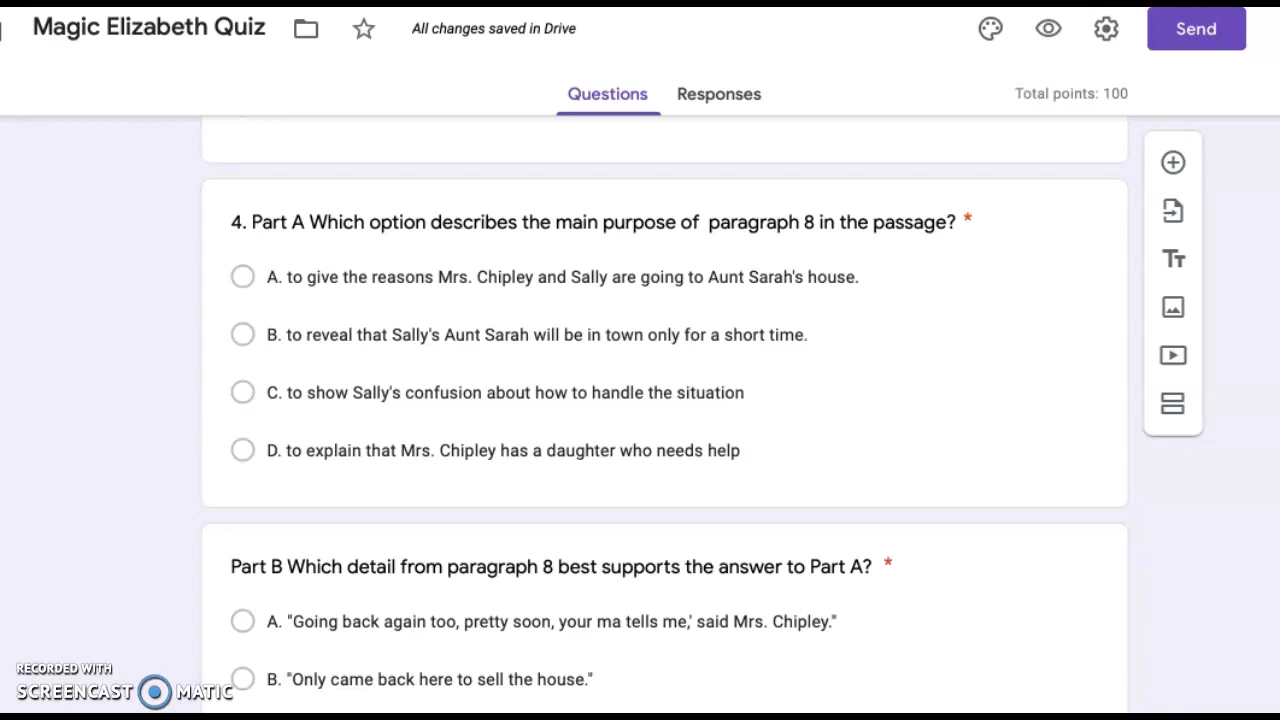 Magic Elizabeth Quiz
All changes saved in Drive
Send
Questions
Responses
Total points: 100
4. Part A Which option describes the main purpose of paragraph 8 in the passage? *
A. to give the reasons Mrs. Chipley and Sally are going to Aunt Sarah's house.
B. to reveal that Sally's Aunt Sarah will be in town only for a short time.
C. to show Sally's confusion about how to handle the situation
D. to explain that Mrs. Chipley has a daughter who needs help
Part B Which detail from paragraph 8 best supports the answer to Part A? *
A. "Going back again too, pretty soon, your ma tells me,' said Mrs. Chipley."
B. "Only came back here to sell the house."
RECORDED WITH
SCREENCAST MATIC